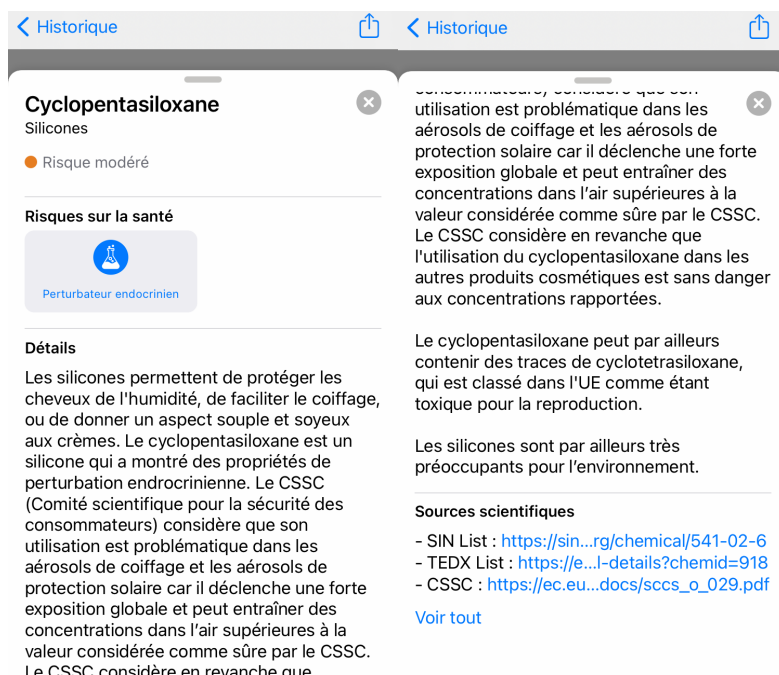 Historique
Cyclopentasiloxane
Silicones
Risque modéré
Risques sur la santé
Perturbateur endocrinien
Détails
Les silicones permettent de protéger les
cheveux de l'humidité, de faciliter le coiffage,
ou de donner un aspect souple et soyeux
aux crèmes. Le cyclopentasiloxane est un
silicone qui a montré des propriétés de
perturbation endrocrinienne. Le CSSC
(Comité scientifique pour la sécurité des
consommateurs) considère que son
utilisation est problématique dans les
aérosols de coiffage et les aérosols de
protection solaire car il déclenche une forte
exposition globale et peut entraîner des
concentrations dans l’air supérieures à la
valeur considérée comme sûre par le CSSC.
Le CSSC considère en revanche que
Historique
consommateurs) considère que son
utilisation est problématique dans les
aérosols de coiffage et les aérosols de
protection solaire car il déclenche une forte
exposition globale et peut entraîner des
concentrations dans l’air supérieures à la
valeur considérée comme sûre par le CSSC.
Le CSSC considère en revanche que
l'utilisation du cyclopentasiloxane dans les
autres produits cosmétiques est sans danger
aux concentrations rapportées.
Le cyclopentasiloxane peut par ailleurs
contenir des traces de cyclotetrasiloxane,
qui est classé dans l'UE comme étant
toxique pour la reproduction.
Les silicones sont par ailleurs très
préoccupants pour l’environnement.
Sources scientifiques
- SIN List : https://sin...rg/chemical/541-02-6
- TEDX List : https://e...l-details?chemid=918
- CSSC : https://ec.eu...docs/sccs_o_029.pdf
Voir tout